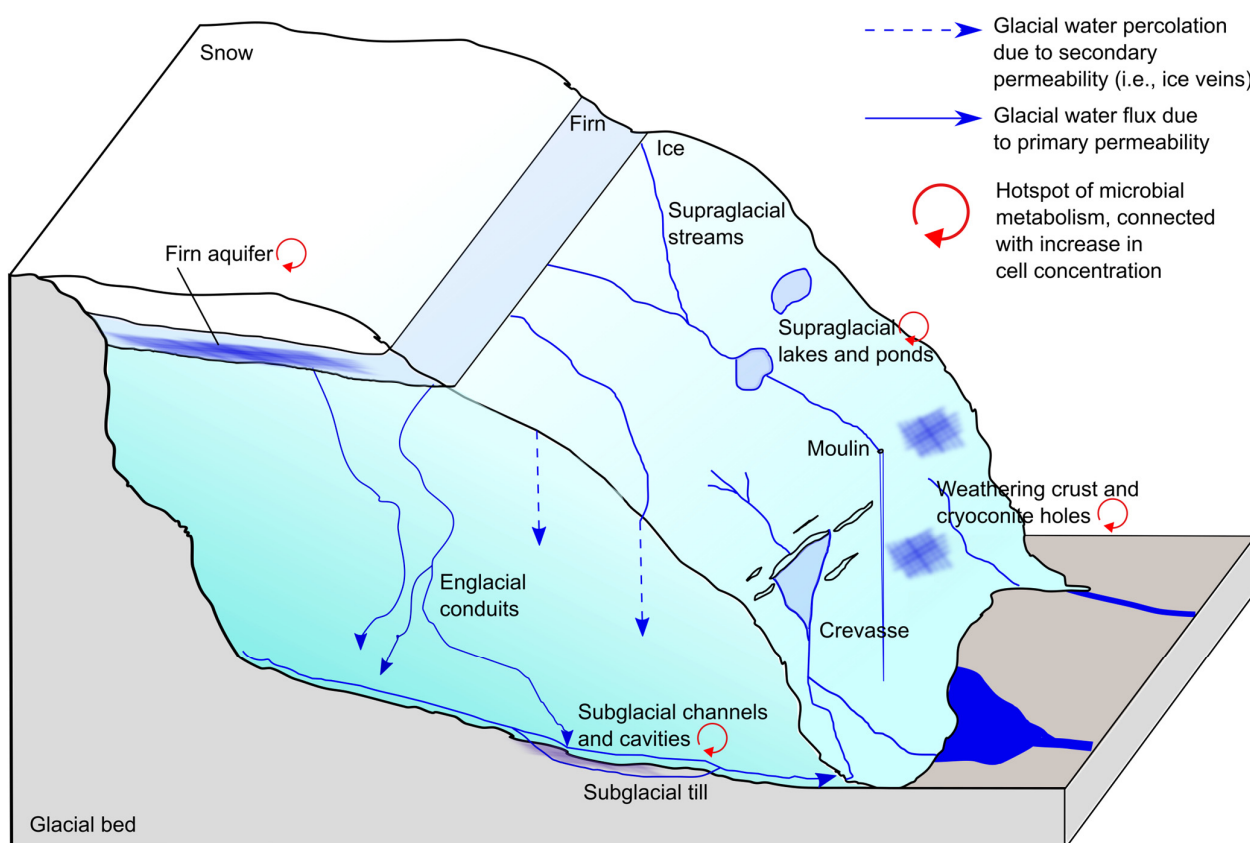 Snow
Firn
Ice
Glacial water percolation
due to secondary
permeability (i.e., ice veins)
Glacial water flux due
to primary permeability
Hotspot of microbial
metabolism, connected
with increase in
cell concentration
Supraglacial
streams
Firn aquifer
Supraglacial
lakes and ponds
Moulin
Weathering crust and
cryoconite holes
Englacial
conduits
Crevasse
Subglacial channels
and cavities
Subglacial till
Glacial bed